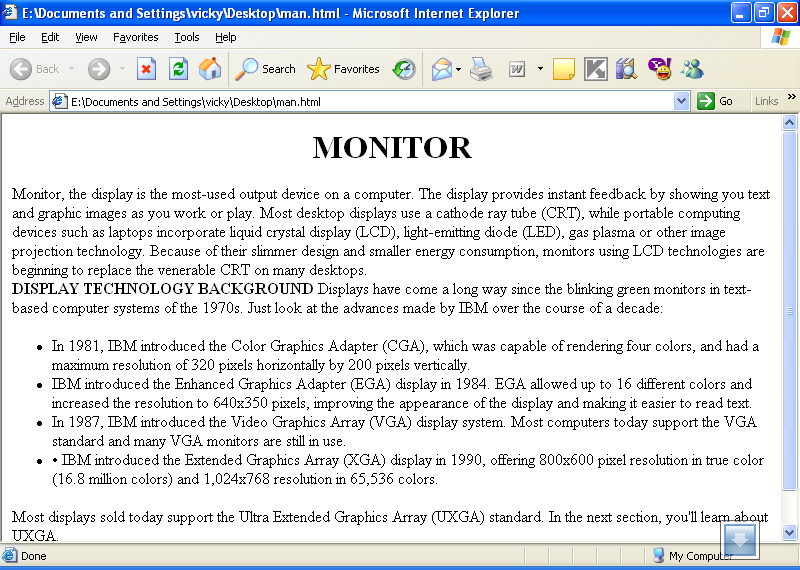 E:\Documents and Settings\vicky\Desktop\man.html - Microsoft Internet Explorer
File Edit View Favorites Tools Help
Back Search Favorites
Address E:\Documents and Settings\vicky\Desktop\man.html Go Links »
MONITOR
Monitor, the display is the most-used output device on a computer. The display provides instant feedback by showing you text
and graphic images as you work or play. Most desktop displays use a cathode ray tube (CRT), while portable computing
devices such as laptops incorporate liquid crystal display (LCD), light-emitting diode (LED), gas plasma or other image
projection technology. Because of their slimmer design and smaller energy consumption, monitors using LCD technologies are
beginning to replace the venerable CRT on many desktops.
DISPLAY TECHNOLOGY BACKGROUND Displays have come a long way since the blinking green monitors in text-
based computer systems of the 1970s. Just look at the advances made by IBM over the course of a decade:
• In 1981, IBM introduced the Color Graphics Adapter (CGA), which was capable of rendering four colors, and had a
maximum resolution of 320 pixels horizontally by 200 pixels vertically.
• IBM introduced the Enhanced Graphics Adapter (EGA) display in 1984. EGA allowed up to 16 different colors and
increased the resolution to 640x350 pixels, improving the appearance of the display and making it easier to read text.
• In 1987, IBM introduced the Video Graphics Array (VGA) display system. Most computers today support the VGA
standard and many VGA monitors are still in use.
• • IBM introduced the Extended Graphics Array (XGA) display in 1990, offering 800x600 pixel resolution in true color
(16.8 million colors) and 1,024x768 resolution in 65,536 colors.
Most displays sold today support the Ultra Extended Graphics Array (UXGA) standard. In the next section, you'll learn about
UXGA.
Done My Computer